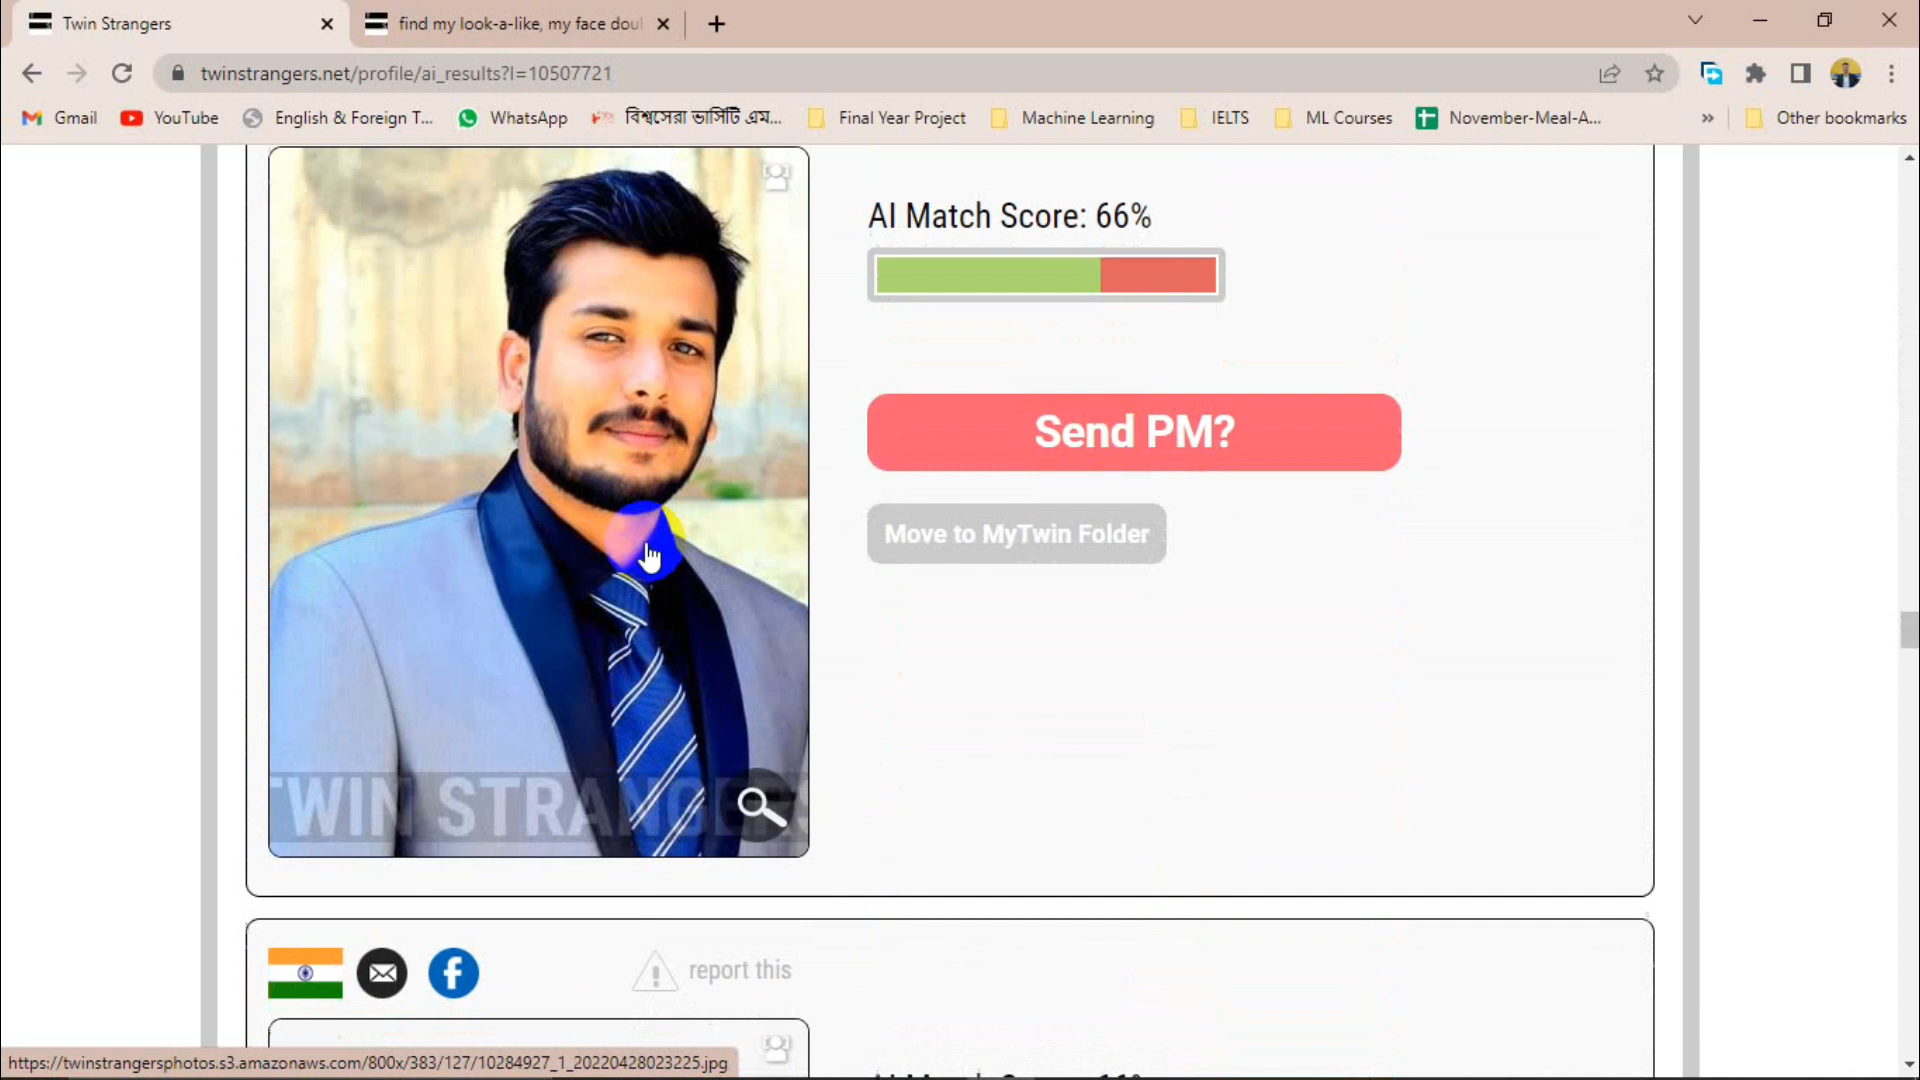 Twin Strangers
find my look-a-like, my face dou
twinstrangers.net/profile/ai_results?l=10507721
Gmail
YouTube
English & Foreign T...
WhatsApp
বিশ্বসেরা ভার্সিটি এম...
Final Year Project
Machine Learning
IELTS
ML Courses
November-Meal-A...
»
Other bookmarks
AI Match Score: 66%
Send PM?
Move to MyTwin Folder
TWIN STRANGERS
report this
https://twinstrangersphotos.s3.amazonaws.com/800x/383/127/10284927_1_20220428023225.jpg